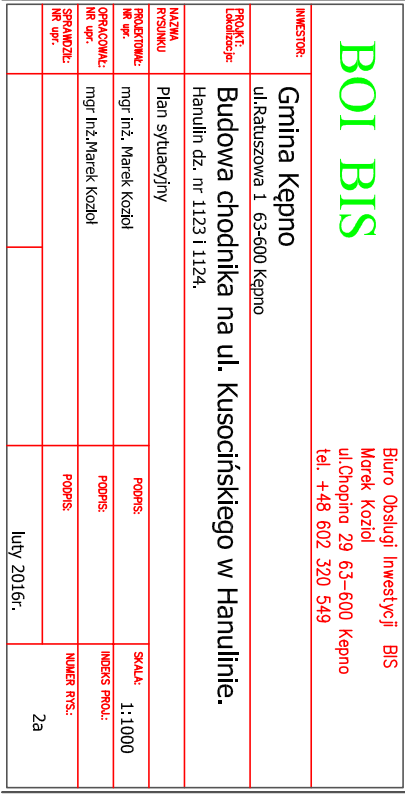 BOI BIS
Biuro Obslugi Inwestycji BIS
Marek Koziol
ul.Chopina 29 63-600 Kepno
tel. +48 602 320 549
INWESTOR:
Gmina Kępno
ul.Ratuszowa 1 63-600 Kępno
PROJEKT:
Lokalizacja:
Budowa chodnika na ul. Kusocińskiego w Hanulinie.
Hanulin dz. nr 1123 i 1124.
NAZWA
RYSUNKU
Plan sytuacyjny
PROJEKTOWAŁ:
NR upr.
mgr inż. Marek Kozioł
PODPIS:
SKALA:
1:1000
OPRACOWAŁ:
NR upr.
mgr Inż.Marek Kozioł
PODPIS:
INDEKS PROJ.:
SPRAWDZIŁ:
NR upr.
PODPIS:
NUMER RYS.:
2a
luty 2016r.